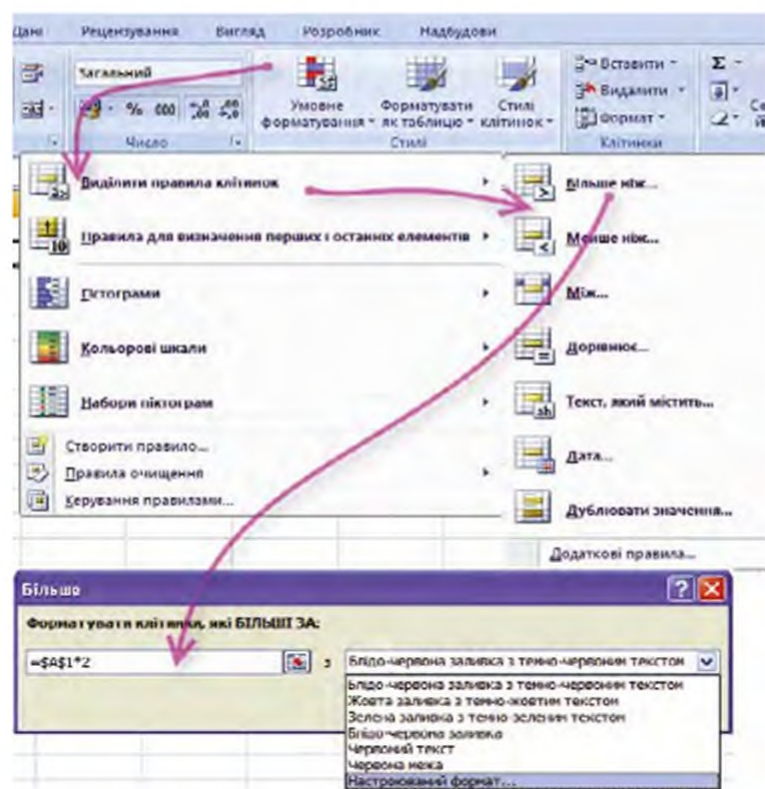 Дані Рецензування Вигляд Розробник Надбудови
Загальний
% 000
Умовне форматування
Форматувати як таблицю
Стилі клітинок
Вставити
Видалити
Формат
Σ
Число
Стилі
Клітинки
Виділити правила клітинок
Правила для визначення перших і останніх елементів
Гістограми
Кольорові шкали
Набори піктограм
Створити правило...
Правила очищення
Керування правилами...
Більше ніж...
Менше ніж...
Між...
Дорівнює...
Текст, який містить...
Дата...
Дублювати значення...
Додаткові правила...
Більше
Форматувати клітинки, які БІЛЬШІ ЗА:
=$A$1*2
з
Блідо-червона заливка з темно-червоним текстом
Блідо-червона заливка з темно-червоним текстом
Жовта заливка з темно-жовтим текстом
Зелена заливка з темно-зеленим текстом
Блідо-червона заливка
Червоний текст
Червона межа
Настроюваний формат...